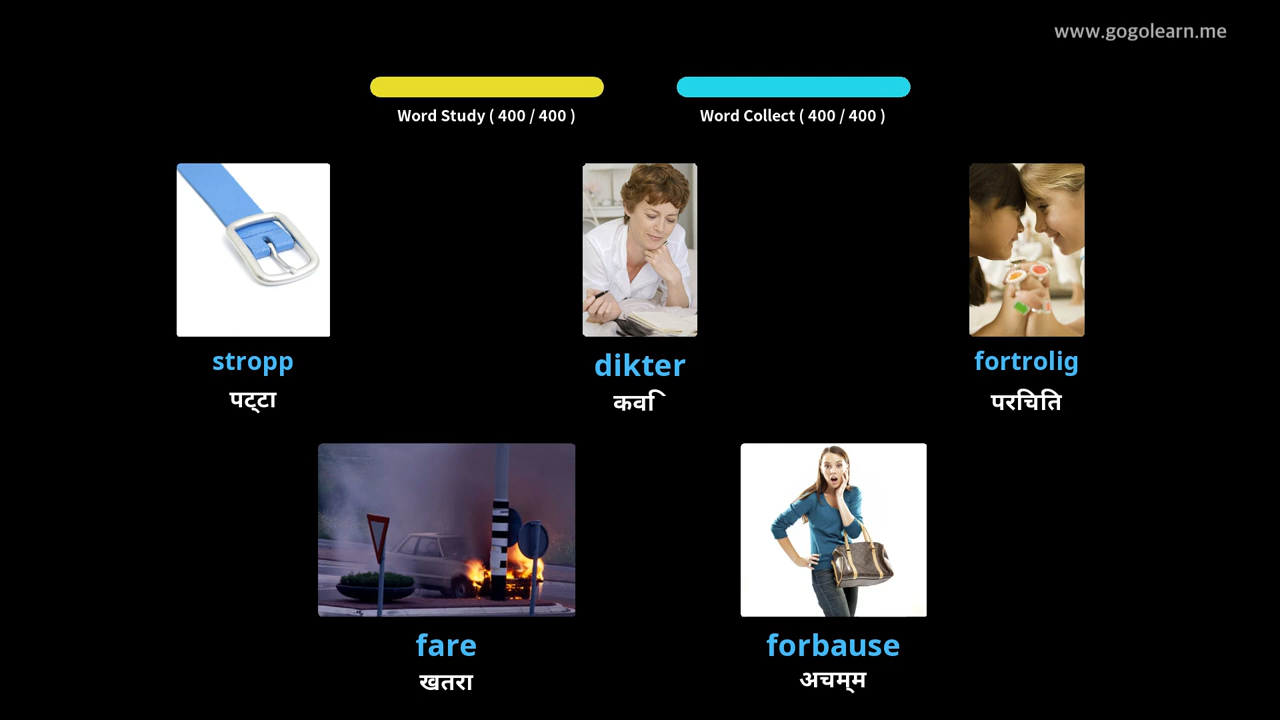 www.gogolearn.me
Word Study ( 400 / 400 )
Word Collect ( 400 / 400 )
stropp
पट्टा
dikter
कवि
fortrolig
परिचित
fare
खतरा
forbause
अचम्म